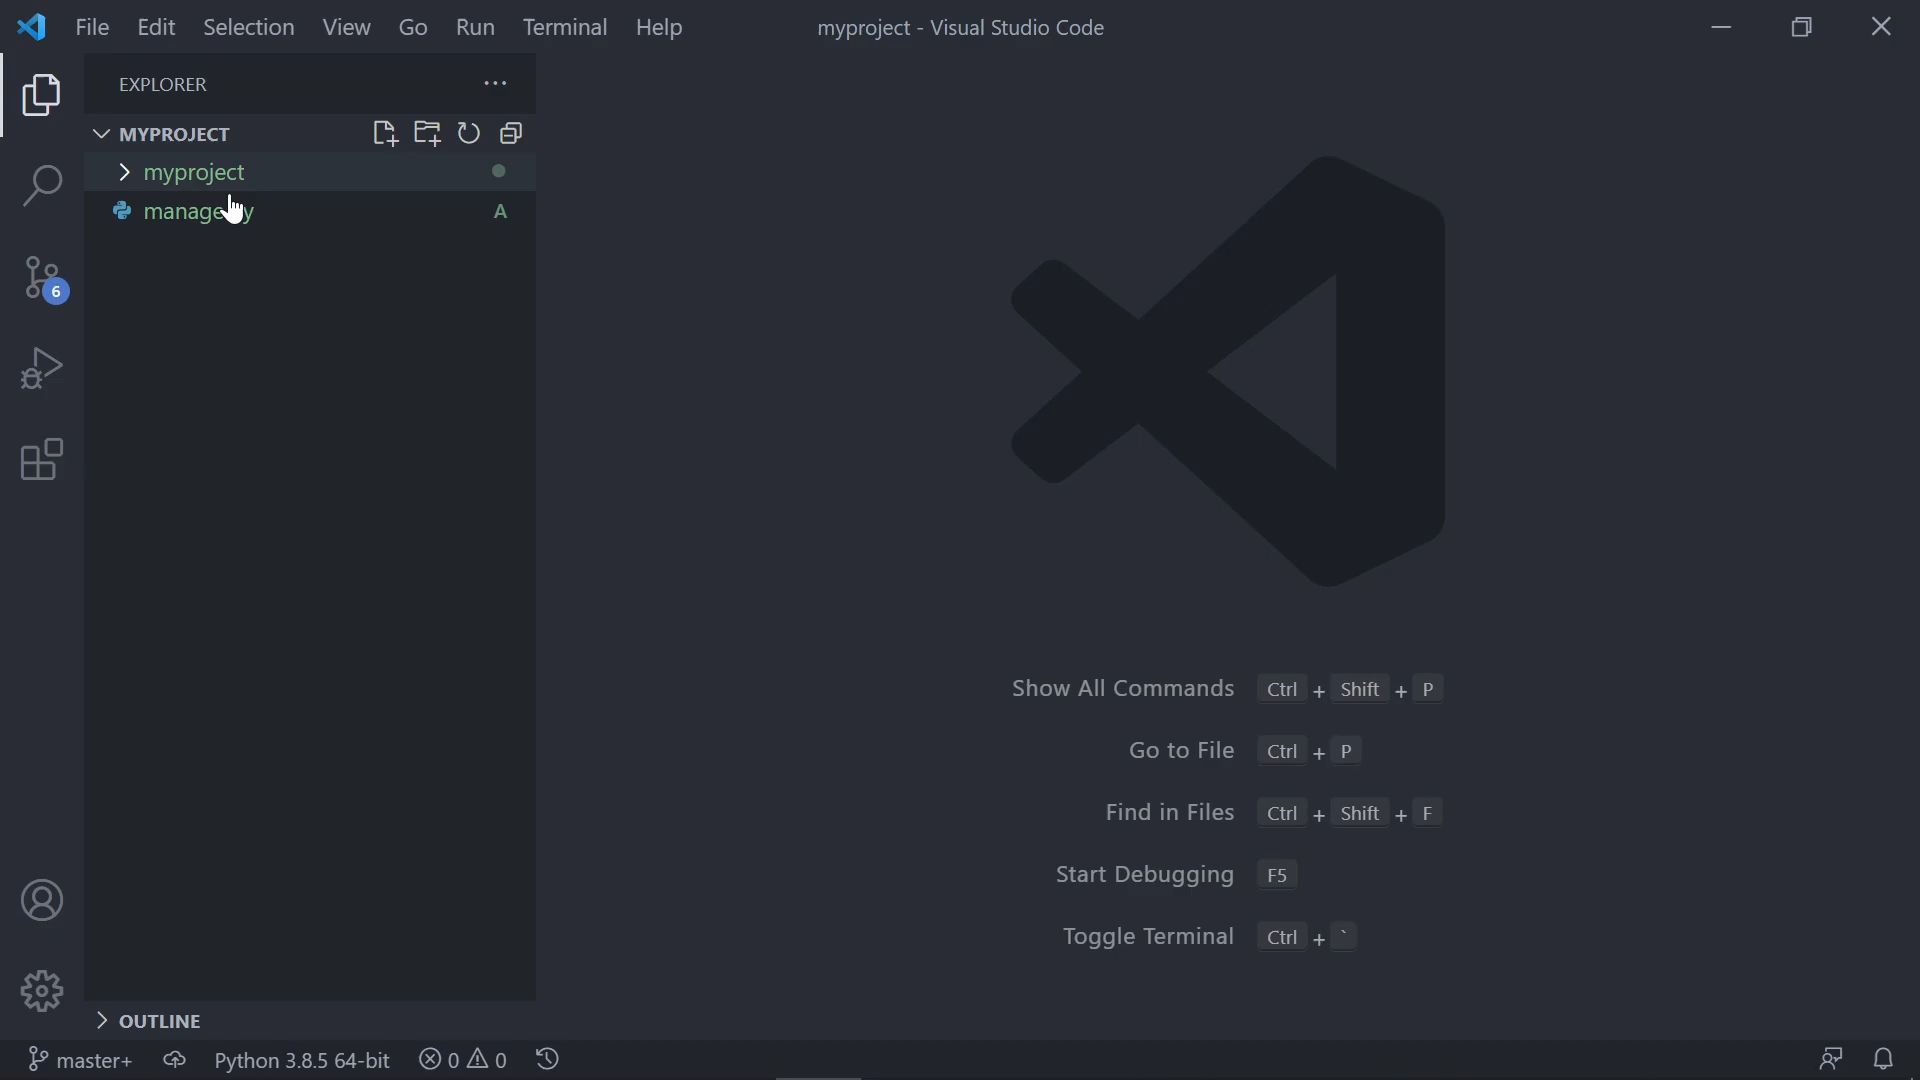 File Edit Selection View Go Run Terminal Help
myproject - Visual Studio Code
EXPLORER
MYPROJECT
myproject
A
6
Show All Commands Ctrl + Shift + P
Go to File Ctrl + P
Find in Files Ctrl + Shift + F
Start Debugging F5
Toggle Terminal Ctrl + `
OUTLINE
master+ Python 3.8.5 64-bit 0 0